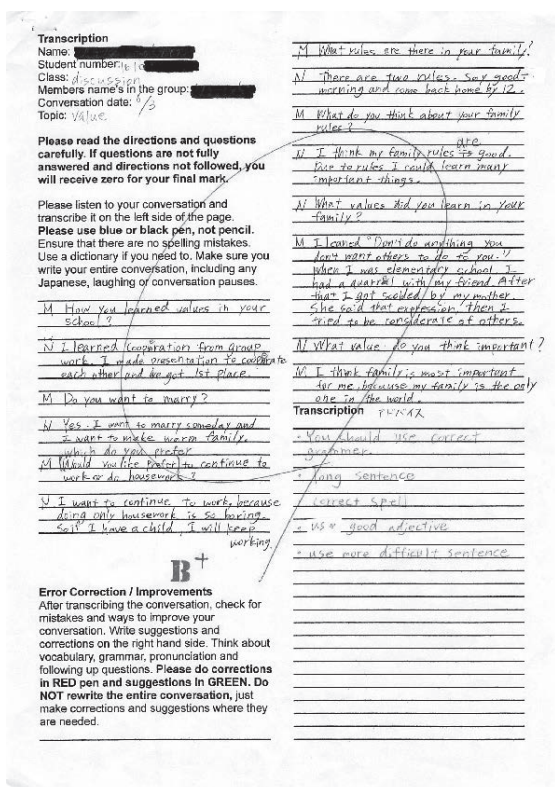 Transcription
Name:
Student number: 1610
Class: discussion
Members name's in the group:
Conversation date: 6/3
Topic: value
Please read the directions and questions
carefully. If questions are not fully
answered and directions not followed, you
will receive zero for your final mark.
Please listen to your conversation and
transcribe it on the left side of the page.
Please use blue or black pen, not pencil.
Ensure that there are no spelling mistakes.
Use a dictionary if you need to. Make sure you
write your entire conversation, including any
Japanese, laughing or conversation pauses.
M How you learned values in your
school?
N I learned cooperation from group
work. I made presentation to cooperate
each other and we got 1st place.
M Do you want to marry?
N Yes. I want to marry someday and
I want to make warm family.
which do you prefer
M Would you like prefer to continue to
work or do housework?
N I want to continue to work, because
doing only housework is so boring.
So if I have a child, I will keep
working.
B+
Error Correction / Improvements
After transcribing the conversation, check for
mistakes and ways to improve your
conversation. Write suggestions and
corrections on the right hand side. Think about
vocabulary, grammar, pronunciation and
following up questions. Please do corrections
in RED pen and suggestions in GREEN. Do
NOT rewrite the entire conversation, just
make corrections and suggestions where they
are needed.
M What rules are there in your family?
N There are two rules. Say good-
morning and come back home by 12.
M What do you think about your family
rules?
are
N I think my family rules is good.
Due to rules I could learn many
important things.
N What values did you learn in your
family?
M I leaned "Don't do anything you
don't want others to do to you."
When I was elementary school I
had a quarrel with my friend. After
that I got scolded by my mother.
She said that expression, then I
tried to be considerate of others.
N What value do you think important?
M I think family is most important
for me, because my family is the only
one in the world.
Transcription アドバイス
• You should use correct
grammer.
• long sentence
correct spell
• use good adjective
• use more difficult sentence